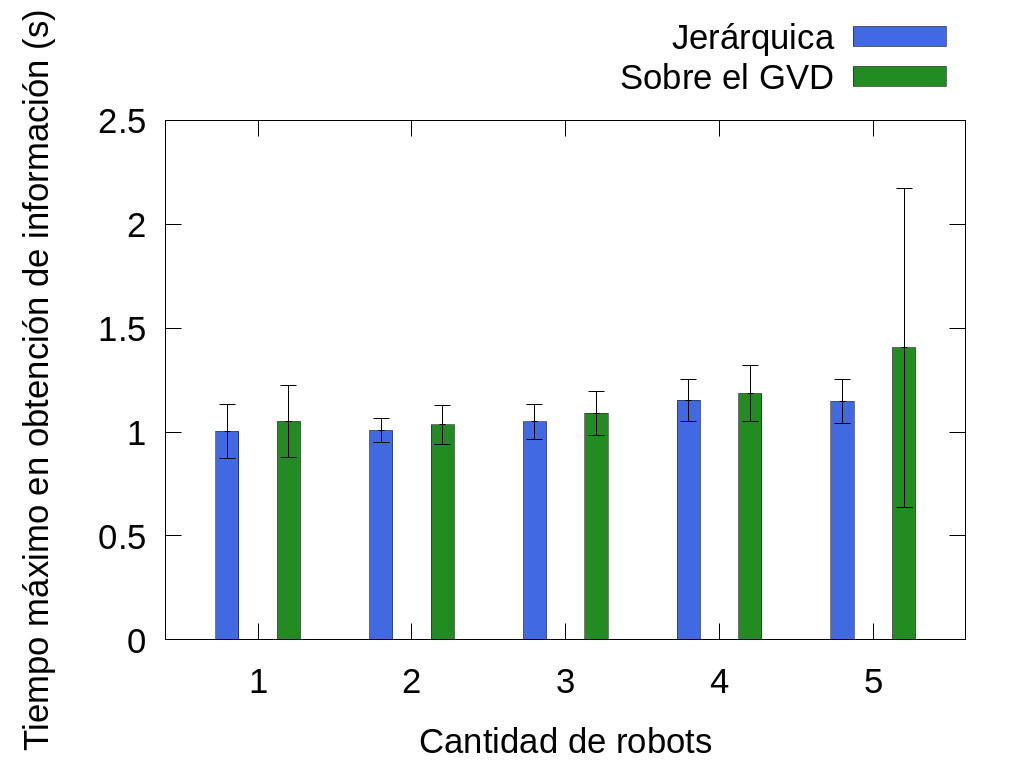 Jerárquica
Sobre el GVD
Tiempo máximo en obtención de información (s)
2.5
2
1.5
1
0.5
0
1 2 3 4 5
Cantidad de robots